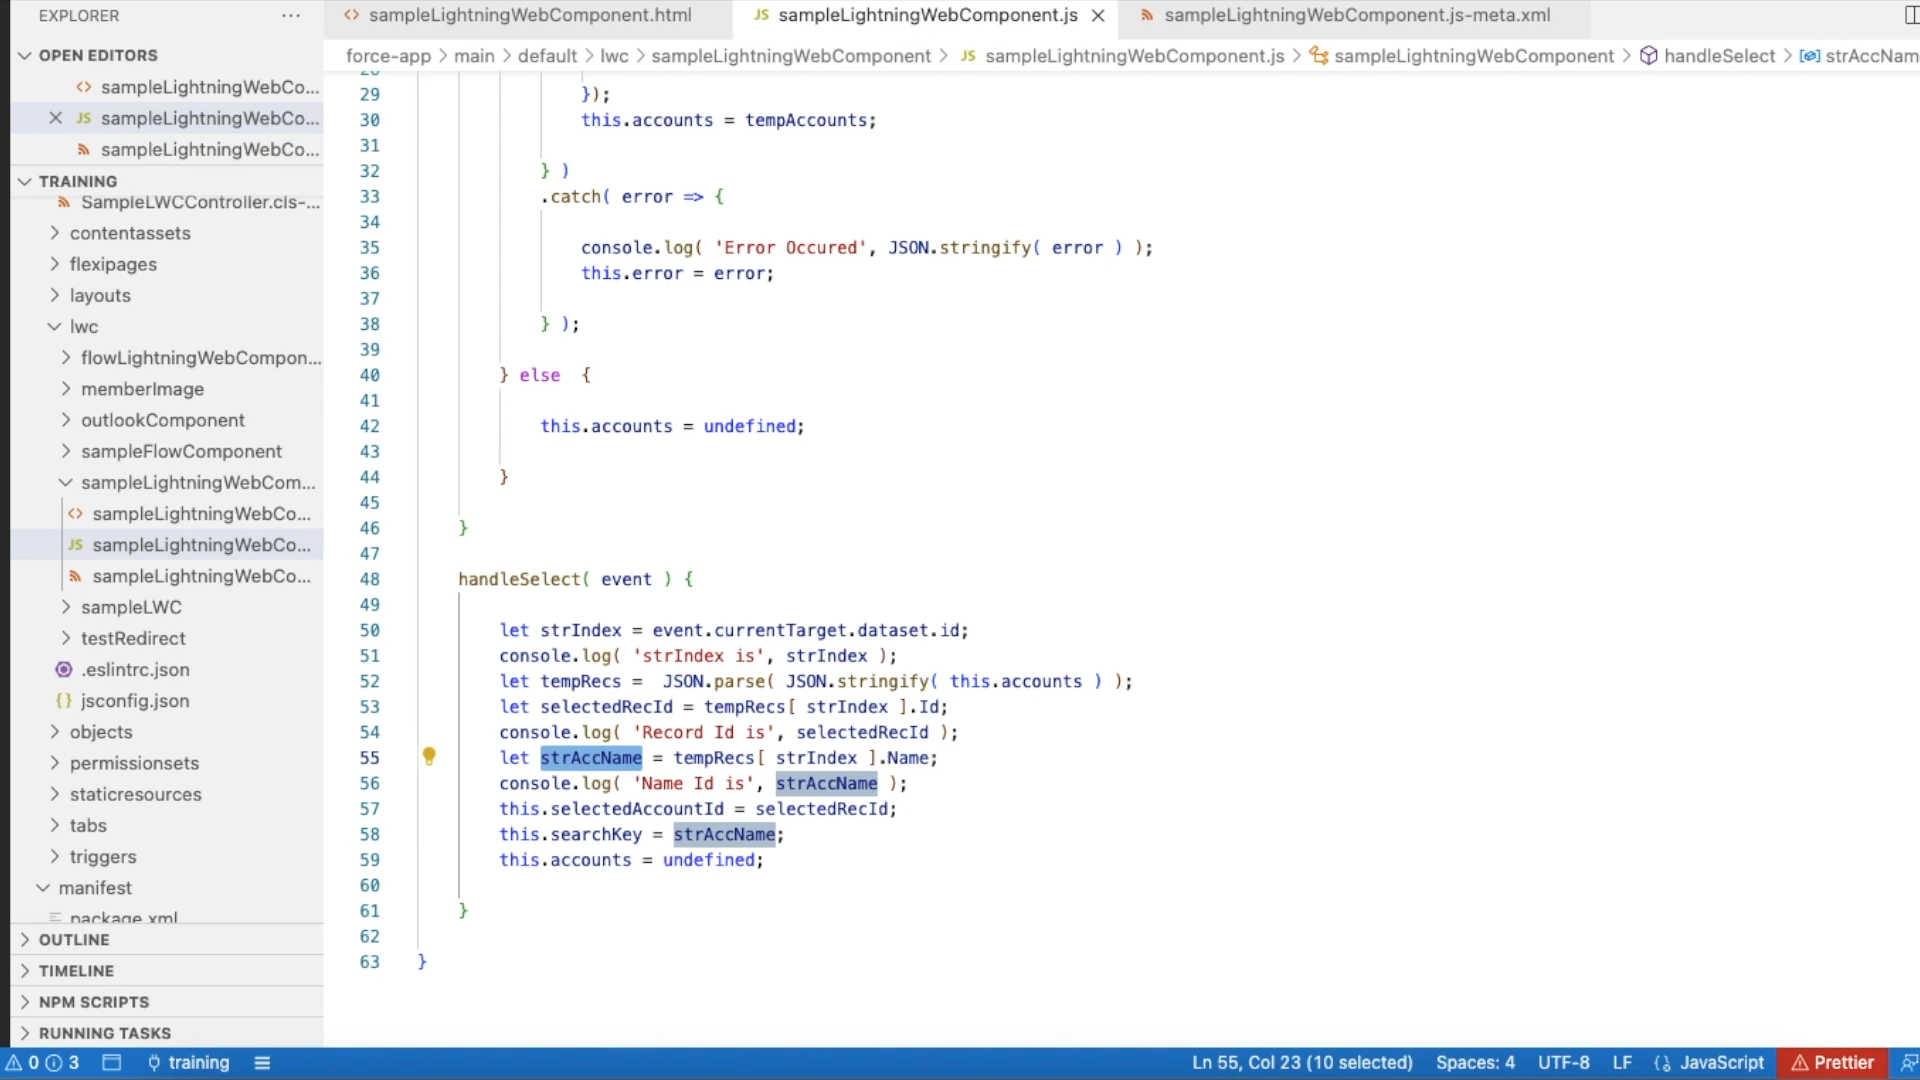 EXPLORER
···
OPEN EDITORS
sampleLightningWebCo...
JS sampleLightningWebCo...
sampleLightningWebCo...
TRAINING
SampleLWCController.cls-...
contentassets
flexipages
layouts
lwc
flowLightningWebCompon...
memberImage
outlookComponent
sampleFlowComponent
sampleLightningWebCom...
sampleLightningWebCo...
JS sampleLightningWebCo...
sampleLightningWebCo...
sampleLWC
testRedirect
.eslintrc.json
{} jsconfig.json
objects
permissionsets
staticresources
tabs
triggers
manifest
package.xml
OUTLINE
TIMELINE
NPM SCRIPTS
RUNNING TASKS
sampleLightningWebComponent.html
JS sampleLightningWebComponent.js
sampleLightningWebComponent.js-meta.xml
force-app > main > default > lwc > sampleLightningWebComponent > JS sampleLightningWebComponent.js > sampleLightningWebComponent > handleSelect > strAccNam
28
29 });
30 this.accounts = tempAccounts;
31
32 } )
33 .catch( error => {
34
35 console.log( 'Error Occured', JSON.stringify( error ) );
36 this.error = error;
37
38 } );
39
40 } else  {
41
42 this.accounts = undefined;
43
44 }
45
46 }
47
48 handleSelect( event ) {
49
50 let strIndex = event.currentTarget.dataset.id;
51 console.log( 'strIndex is', strIndex );
52 let tempRecs =  JSON.parse( JSON.stringify( this.accounts ) );
53 let selectedRecId = tempRecs[ strIndex ].Id;
54 console.log( 'Record Id is', selectedRecId );
55 let strAccName = tempRecs[ strIndex ].Name;
56 console.log( 'Name Id is', strAccName );
57 this.selectedAccountId = selectedRecId;
58 this.searchKey = strAccName;
59 this.accounts = undefined;
60
61 }
62
63 }
0 3 training Ln 55, Col 23 (10 selected) Spaces: 4 UTF-8 LF {} JavaScript Prettier